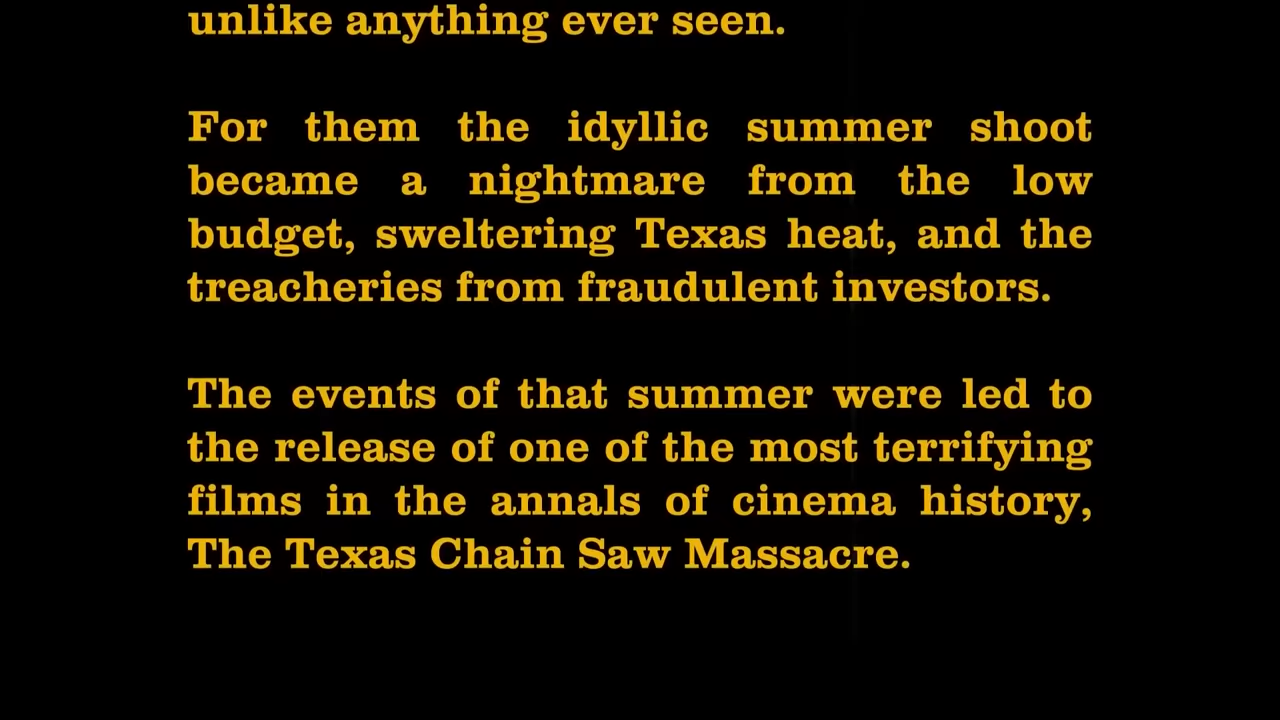 unlike anything ever seen.
For them the idyllic summer shoot
became a nightmare from the low
budget, sweltering Texas heat, and the
treacheries from fraudulent investors.
The events of that summer were led to
the release of one of the most terrifying
films in the annals of cinema history,
The Texas Chain Saw Massacre.